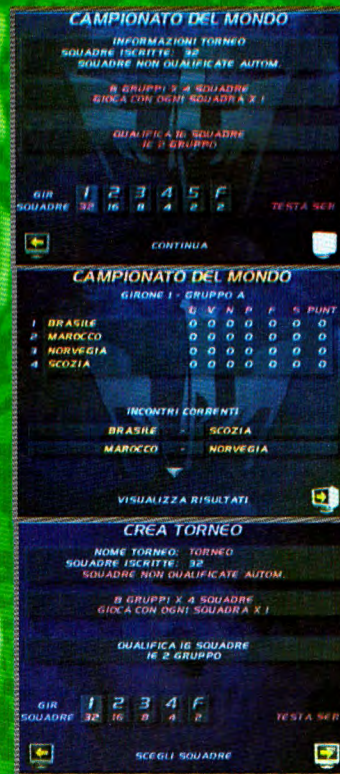 CAMPIONATO DEL MONDO
INFORMAZIONI TORNEO
SQUADRE ISCRITTE: 32
SQUADRE NON QUALIFICATE AUTOM.
8 GRUPPI X 4 SQUADRE
GIOCA CON OGNI SQUADRA X 1
QUALIFICA 16 SQUADRE
IE 2 GRUPPO
GIR 1 2 3 4 5 F
SQUADRE 32 16 8 4 2 2 TESTA SER
CONTINUA
CAMPIONATO DEL MONDO
GIRONE 1 - GRUPPO A
G V N P F S PUNT
1 BRASILE 0 0 0 0 0 0 0
2 MAROCCO 0 0 0 0 0 0 0
3 NORVEGIA 0 0 0 0 0 0 0
4 SCOZIA 0 0 0 0 0 0 0
INCONTRI CORRENTI
BRASILE - SCOZIA
MAROCCO - NORVEGIA
VISUALIZZA RISULTATI
CREA TORNEO
NOME TORNEO: TORNEO
SQUADRE ISCRITTE: 32
SQUADRE NON QUALIFICATE AUTOM.
8 GRUPPI X 4 SQUADRE
GIOCA CON OGNI SQUADRA X 1
QUALIFICA 16 SQUADRE
IE 2 GRUPPO
GIR 1 2 3 4 F
SQUADRE 32 16 8 4 2 TESTA SER
SCEGLI SQUADRE